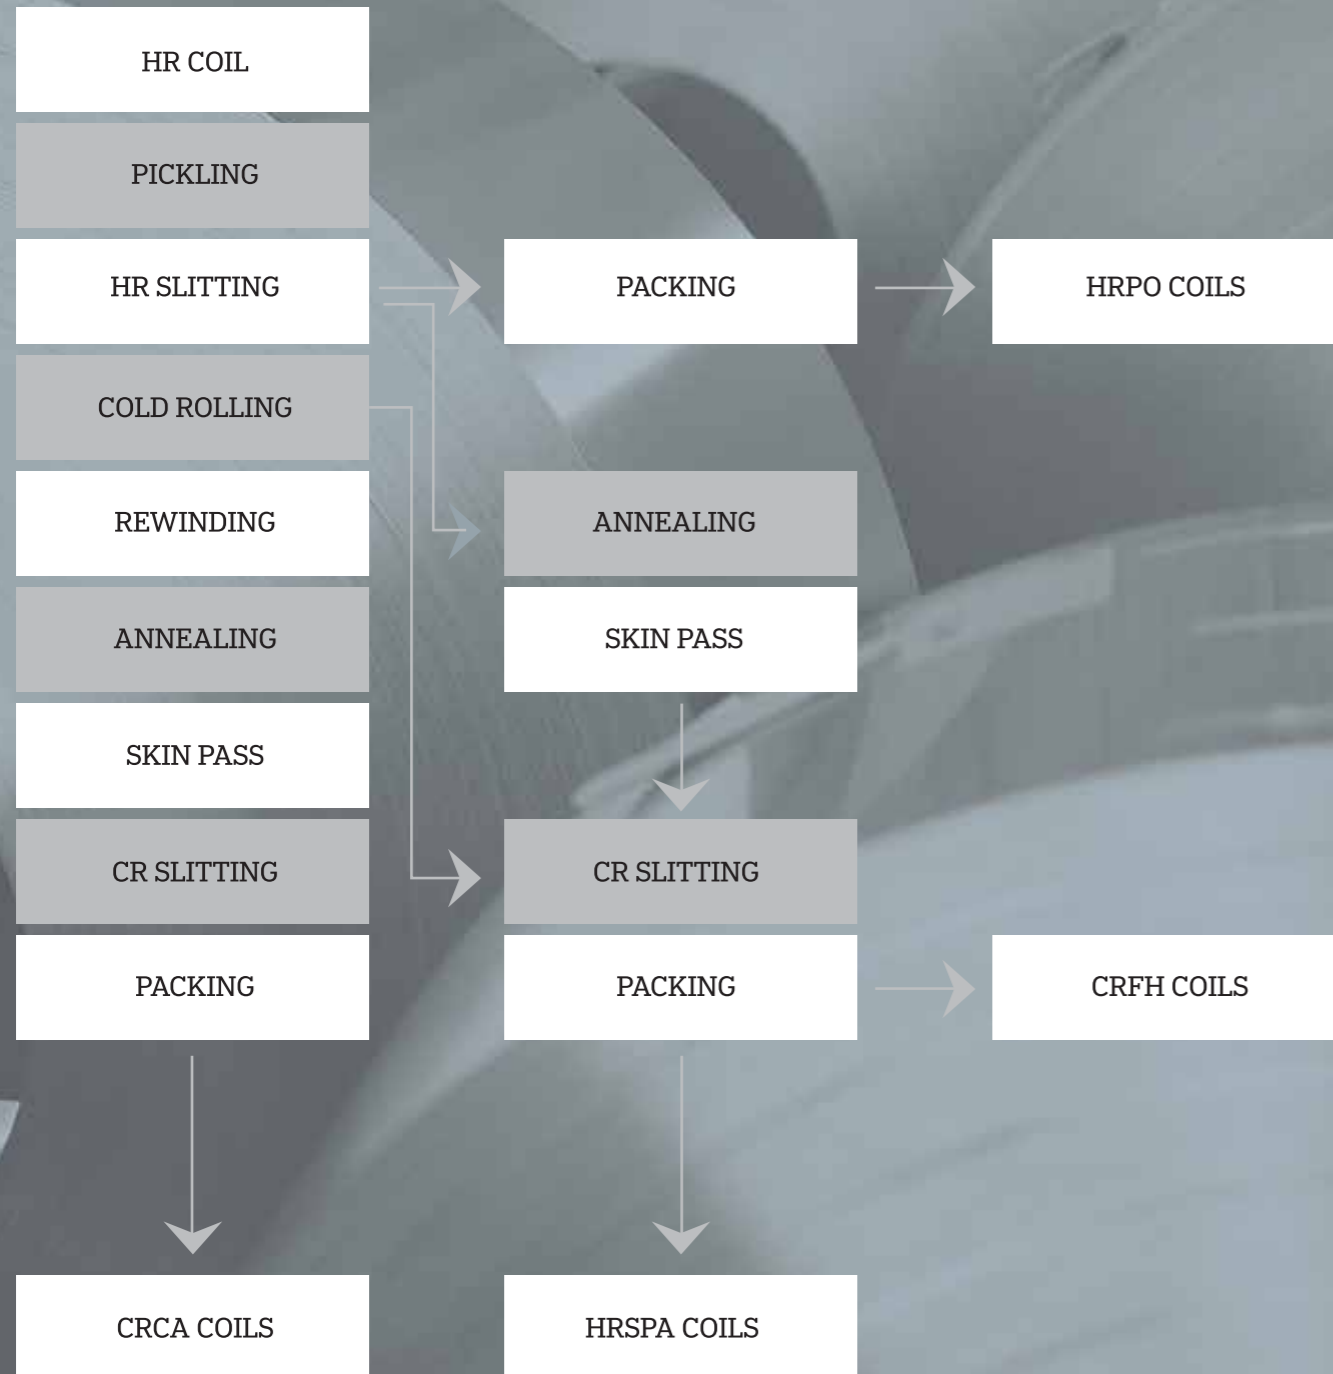 HR COIL
PICKLING
HR SLITTING
PACKING
HRPO COILS
COLD ROLLING
REWINDING
ANNEALING
ANNEALING
SKIN PASS
SKIN PASS
CR SLITTING
CR SLITTING
PACKING
PACKING
CRFH COILS
CRCA COILS
HRSPA COILS